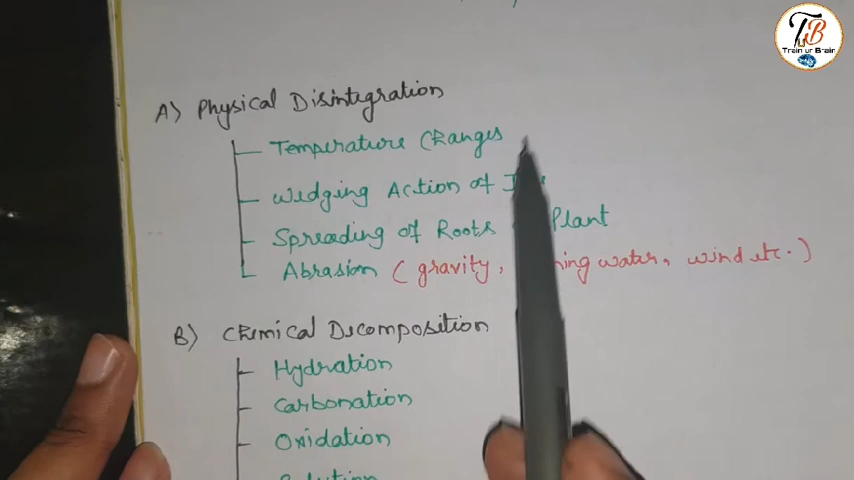 TB
Train ur Brain
A) Physical Disintegration
Temperature Changes
Wedging Action of
Spreading of Roots Plant
Abrasion (gravity, water, wind etc.)
B) Chemical Decomposition
Hydration
Carbonation
Oxidation